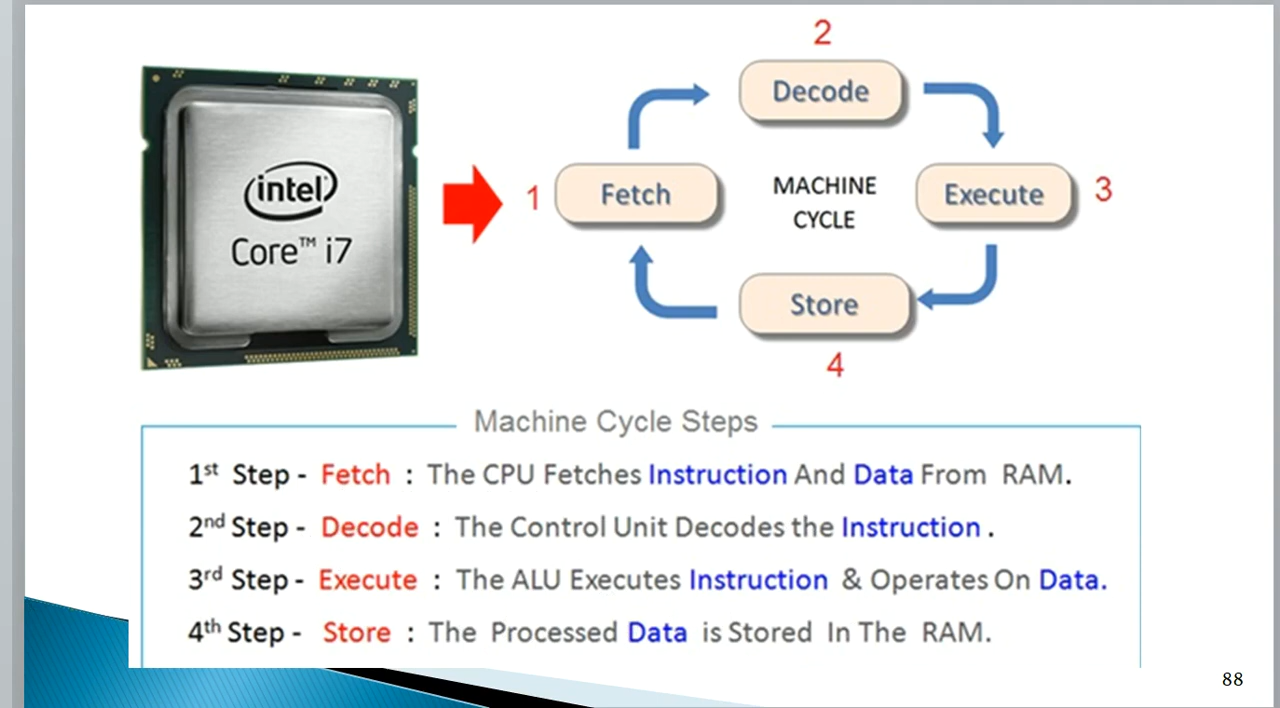 2
Decode
intel
Core™ i7
1
Fetch
MACHINE
CYCLE
Execute
3
Store
4
Machine Cycle Steps
1st Step - Fetch : The CPU Fetches Instruction And Data From RAM.
2nd Step - Decode : The Control Unit Decodes the Instruction .
3rd Step - Execute : The ALU Executes Instruction & Operates On Data.
4th Step - Store : The Processed Data is Stored In The RAM.
88